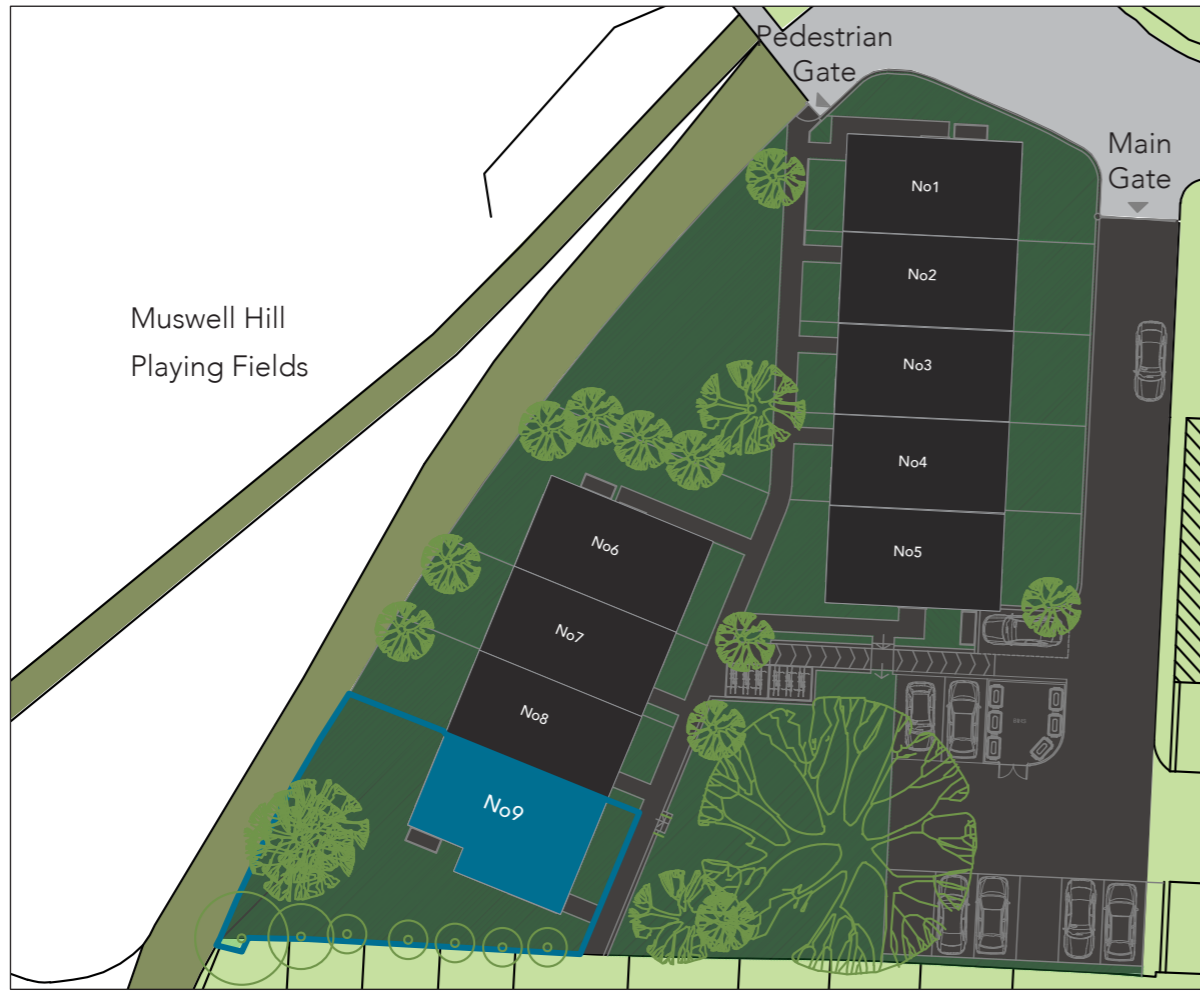 Pedestrian
Gate
Main
Gate
No1
No2
Muswell Hill
Playing Fields
No3
No4
No5
No6
No7
No8
No9